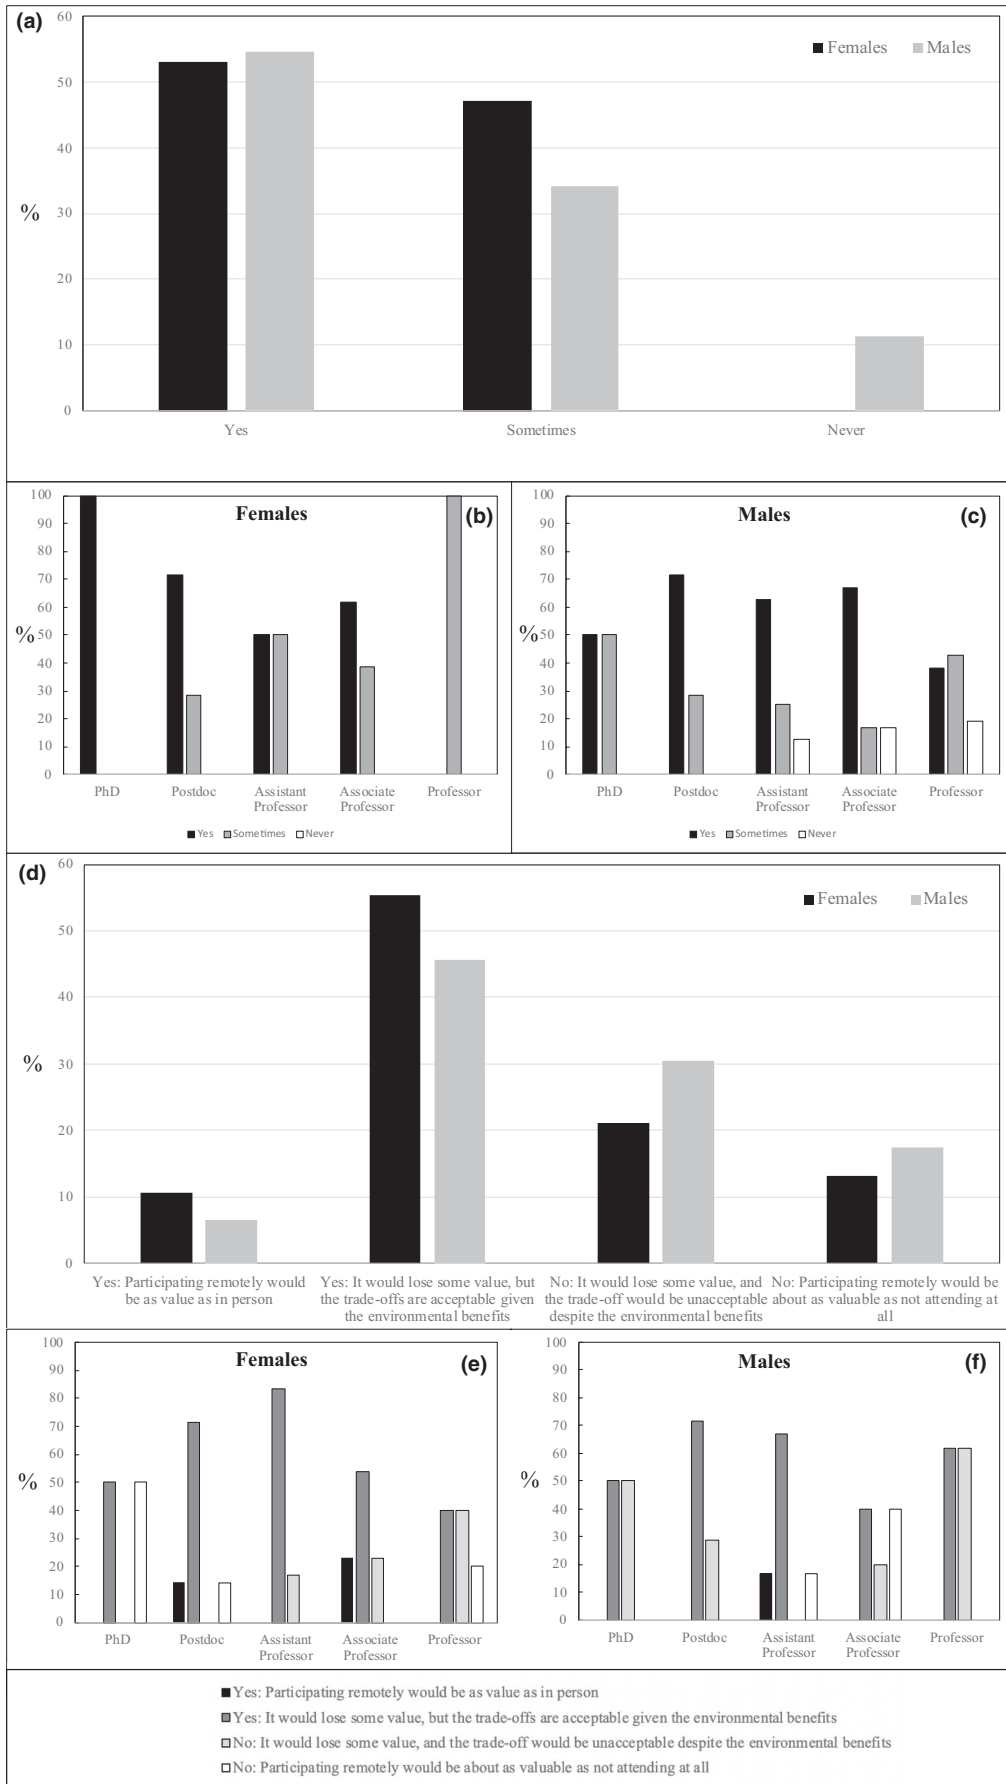 (a)
60
50
40
30
20
10
0
%
Females Males
Yes Sometimes Never
100
90
80
70
60
50
40
30
20
10
0
%
Females
(b)
PhD Postdoc Assistant Professor Associate Professor Professor
Yes Sometimes Never
100
90
80
70
60
50
40
30
20
10
0
%
Males
(c)
PhD Postdoc Assistant Professor Associate Professor Professor
Yes Sometimes Never
(d)
60
50
40
30
20
10
0
%
Females Males
Yes: Participating remotely would
be as value as in person
Yes: It would lose some value, but
the trade-offs are acceptable given
the environmental benefits
No: It would lose some value, and
the trade-off would be unacceptable
despite the environmental benefits
No: Participating remotely would be
about as valuable as not attending at
all
100
90
80
70
60
50
40
30
20
10
0
%
Females
(e)
PhD Postdoc Assistant Professor Associate Professor Professor
100
90
80
70
60
50
40
30
20
10
0
%
Males
(f)
PhD Postdoc Assistant Professor Associate Professor Professor
Yes: Participating remotely would be as value as in person
Yes: It would lose some value, but the trade-offs are acceptable given the environmental benefits
No: It would lose some value, and the trade-off would be unacceptable despite the environmental benefits
No: Participating remotely would be about as valuable as not attending at all